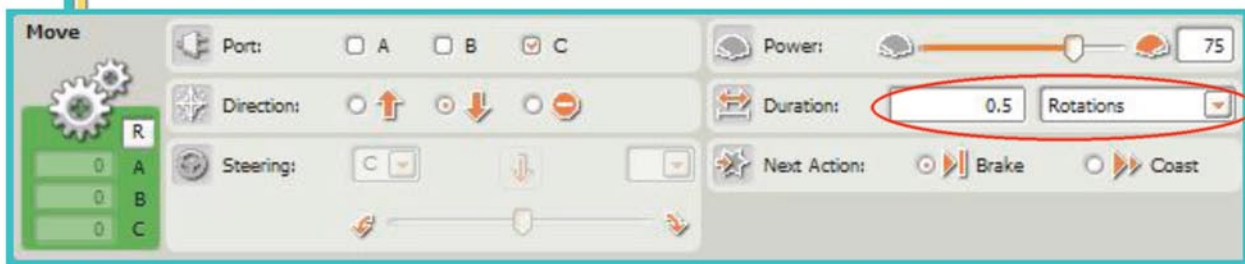 Move
Port: A B C
Power: 75
Direction:
Duration: 0.5 Rotations
R
Steering: C
Next Action: Brake Coast
0 A
0 B
0 C